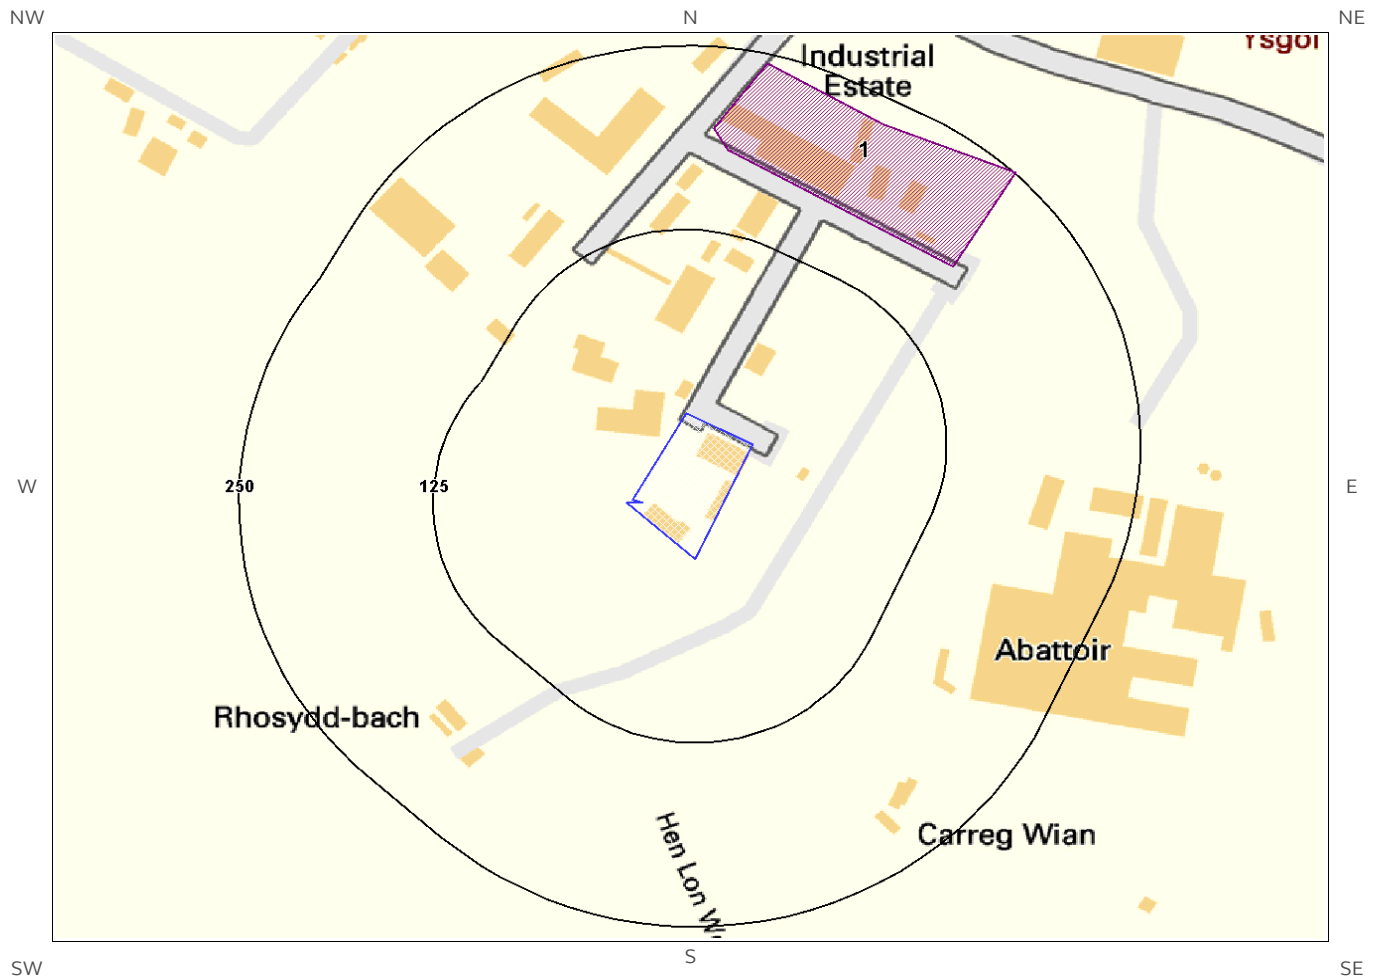 NW N NE
Ysgol
Industrial
Estate
1
W 250 125 E
Abattoir
Rhosydd-bach
Carreg Wian
Hen Lon
SW S SE